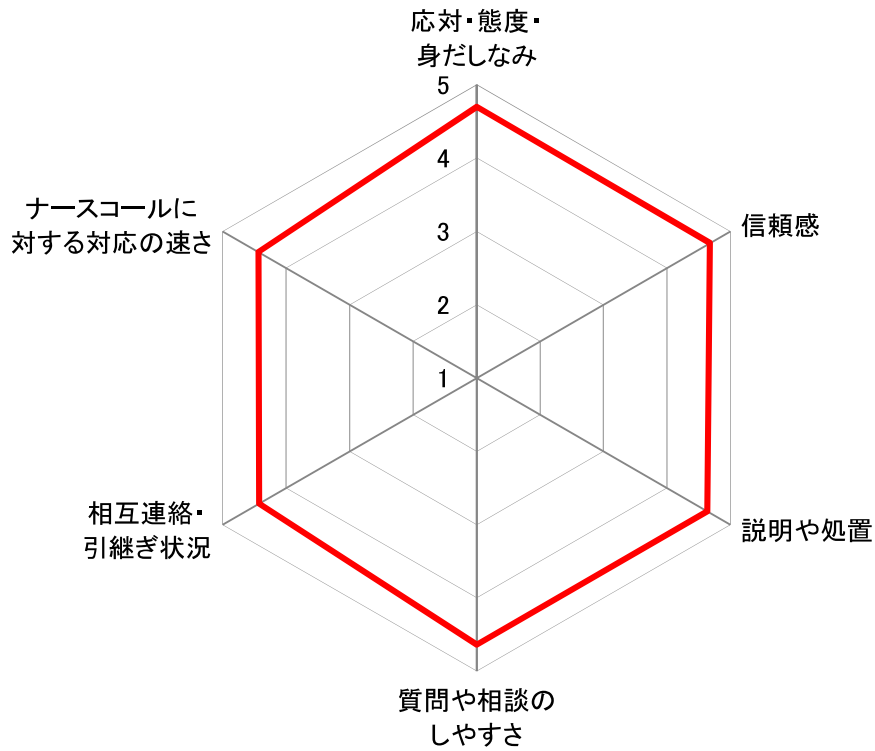 応対・態度・
身だしなみ
5
4
3
2
1
信頼感
説明や処置
質問や相談の
しやすさ
相互連絡・
引継ぎ状況
ナースコールに
対する対応の速さ